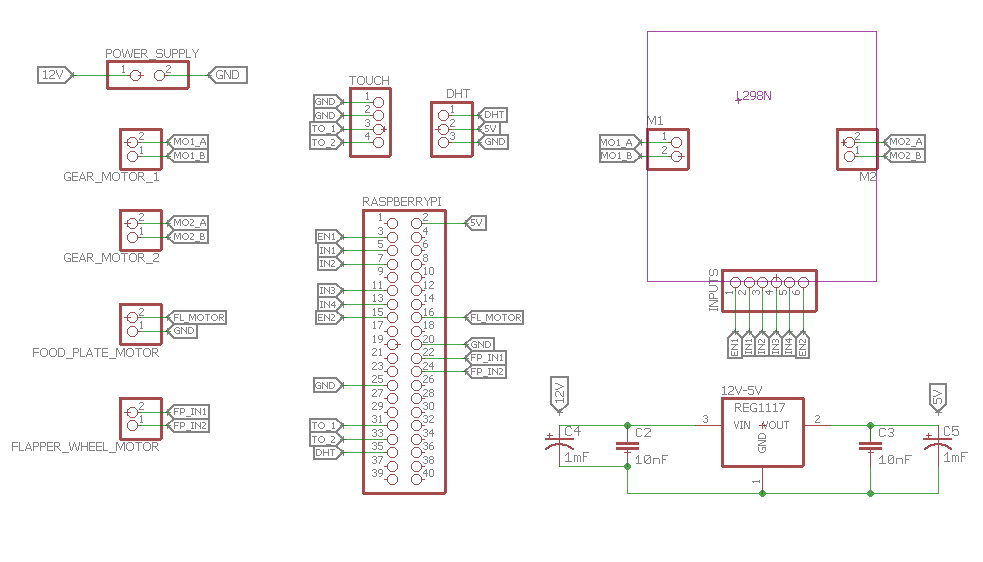 POWER_SUPPLY
12V
1
2
GND
GEAR_MOTOR_1
2
1
MO1_A
MO1_B
GEAR_MOTOR_2
2
1
MO2_A
MO2_B
FOOD_PLATE_MOTOR
2
1
FL_MOTOR
GND
FLAPPER_WHEEL_MOTOR
2
1
FP_IN1
FP_IN2
TOUCH
GND
GND
TO_1
TO_2
1
2
3
4
DHT
1
2
3
DHT
5V
GND
RASPBERRYPI
1
2
5V
EN1
3
4
IN1
5
6
IN2
7
8
9
10
IN3
11
12
IN4
13
14
EN2
15
16
FL_MOTOR
17
18
19
20
GND
21
22
FP_IN1
23
24
FP_IN2
GND
25
26
27
28
29
30
TO_1
31
32
TO_2
33
34
DHT
35
36
37
38
39
40
L298N
M1
MO1_A
MO1_B
1
2
M2
2
1
MO2_A
MO2_B
INPUTS
1
2
3
4
5
6
EN1
IN1
IN2
IN3
IN4
EN2
12V-5V
REG1117
VIN
VOUT
GND
3
2
1
12V
5V
C4
1mF
C2
10nF
C3
10nF
C5
1mF